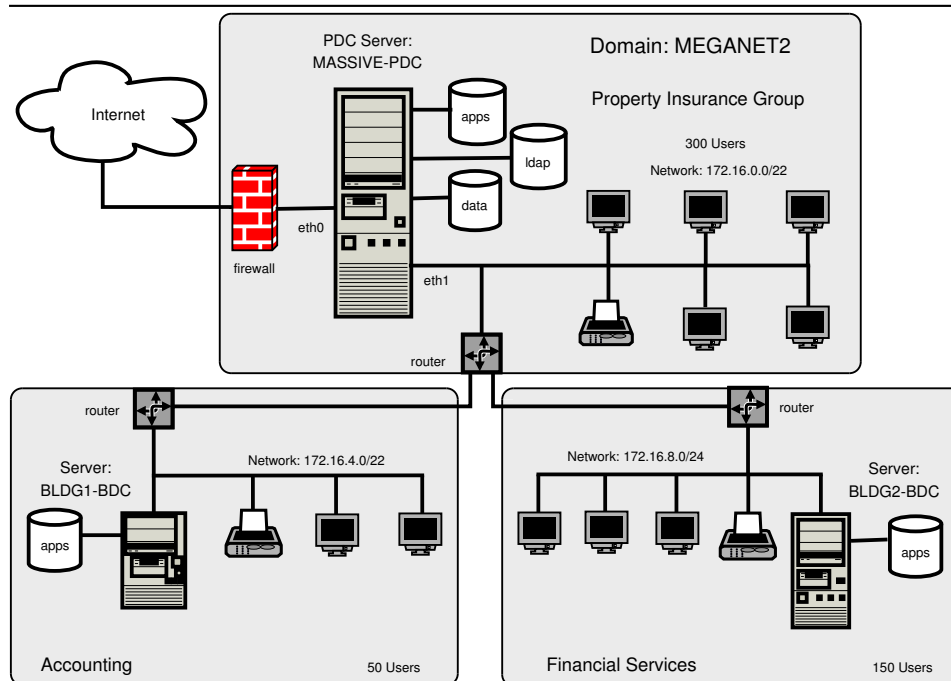 PDC Server:
MASSIVE-PDC
Domain: MEGANET2
Property Insurance Group
300 Users
Network: 172.16.0.0/22
Internet
apps
ldap
data
eth0
firewall
eth1
router
router
Network: 172.16.4.0/22
Server:
BLDG1-BDC
apps
Accounting
50 Users
router
Network: 172.16.8.0/24
Server:
BLDG2-BDC
apps
Financial Services
150 Users